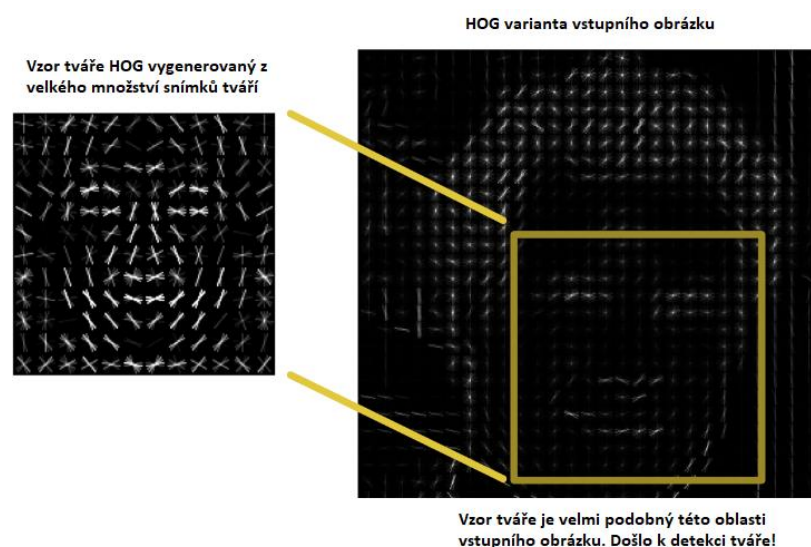 HOG varianta vstupního obrázku
Vzor tváře HOG vygenerovaný z
velkého množství snímků tváří
Vzor tváře je velmi podobný této oblasti
vstupního obrázku. Došlo k detekci tváře!